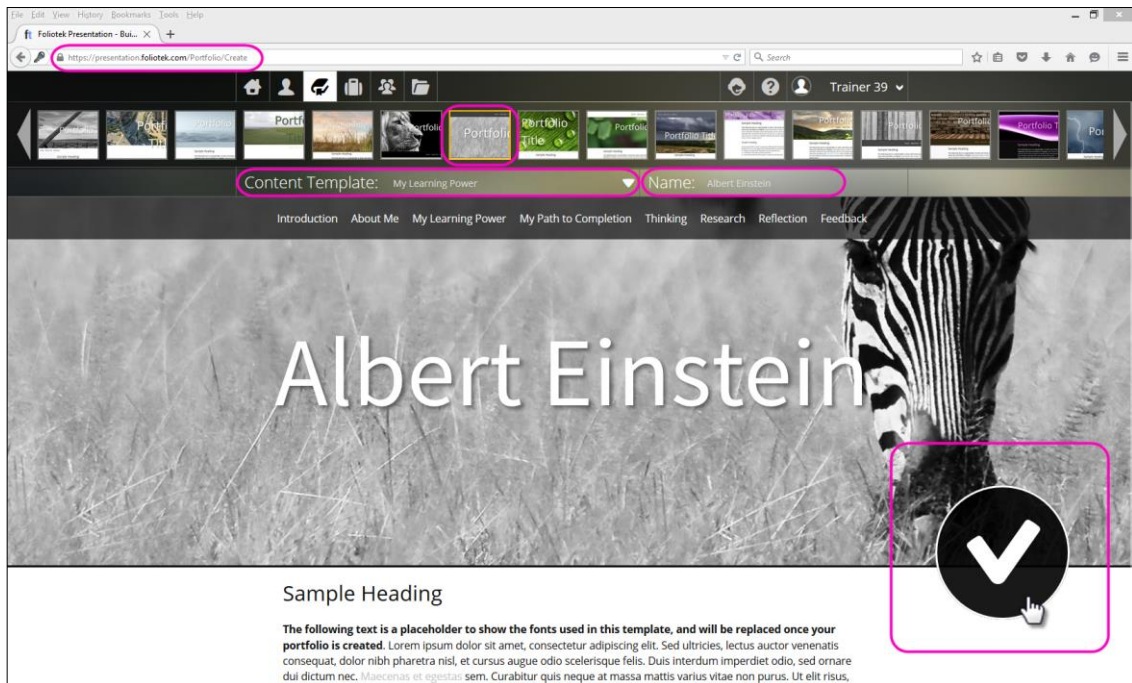 File Edit View History Bookmarks Tools Help
ft Foliotek Presentation - Bui...
https://presentation.foliotek.com/Portfolio/Create
Search
Trainer 39
Portfolio
Portfolio
Title
Portfolio
Content Template: My Learning Power Name: Albert Einstein
Introduction About Me My Learning Power My Path to Completion Thinking Research Reflection Feedback
Albert Einstein
Sample Heading
The following text is a placeholder to show the fonts used in this template, and will be replaced once your
portfolio is created. Lorem ipsum dolor sit amet, consectetur adipiscing elit. Sed ultricies, lectus auctor venenatis
consequat, dolor nibh pharetra nisl, et cursus augue odio scelerisque felis. Duis interdum imperdiet odio, sed ornare
dui dictum nec. Maecenas et egestas sem. Curabitur quis neque at massa mattis varius vitae non purus. Ut elit risus,